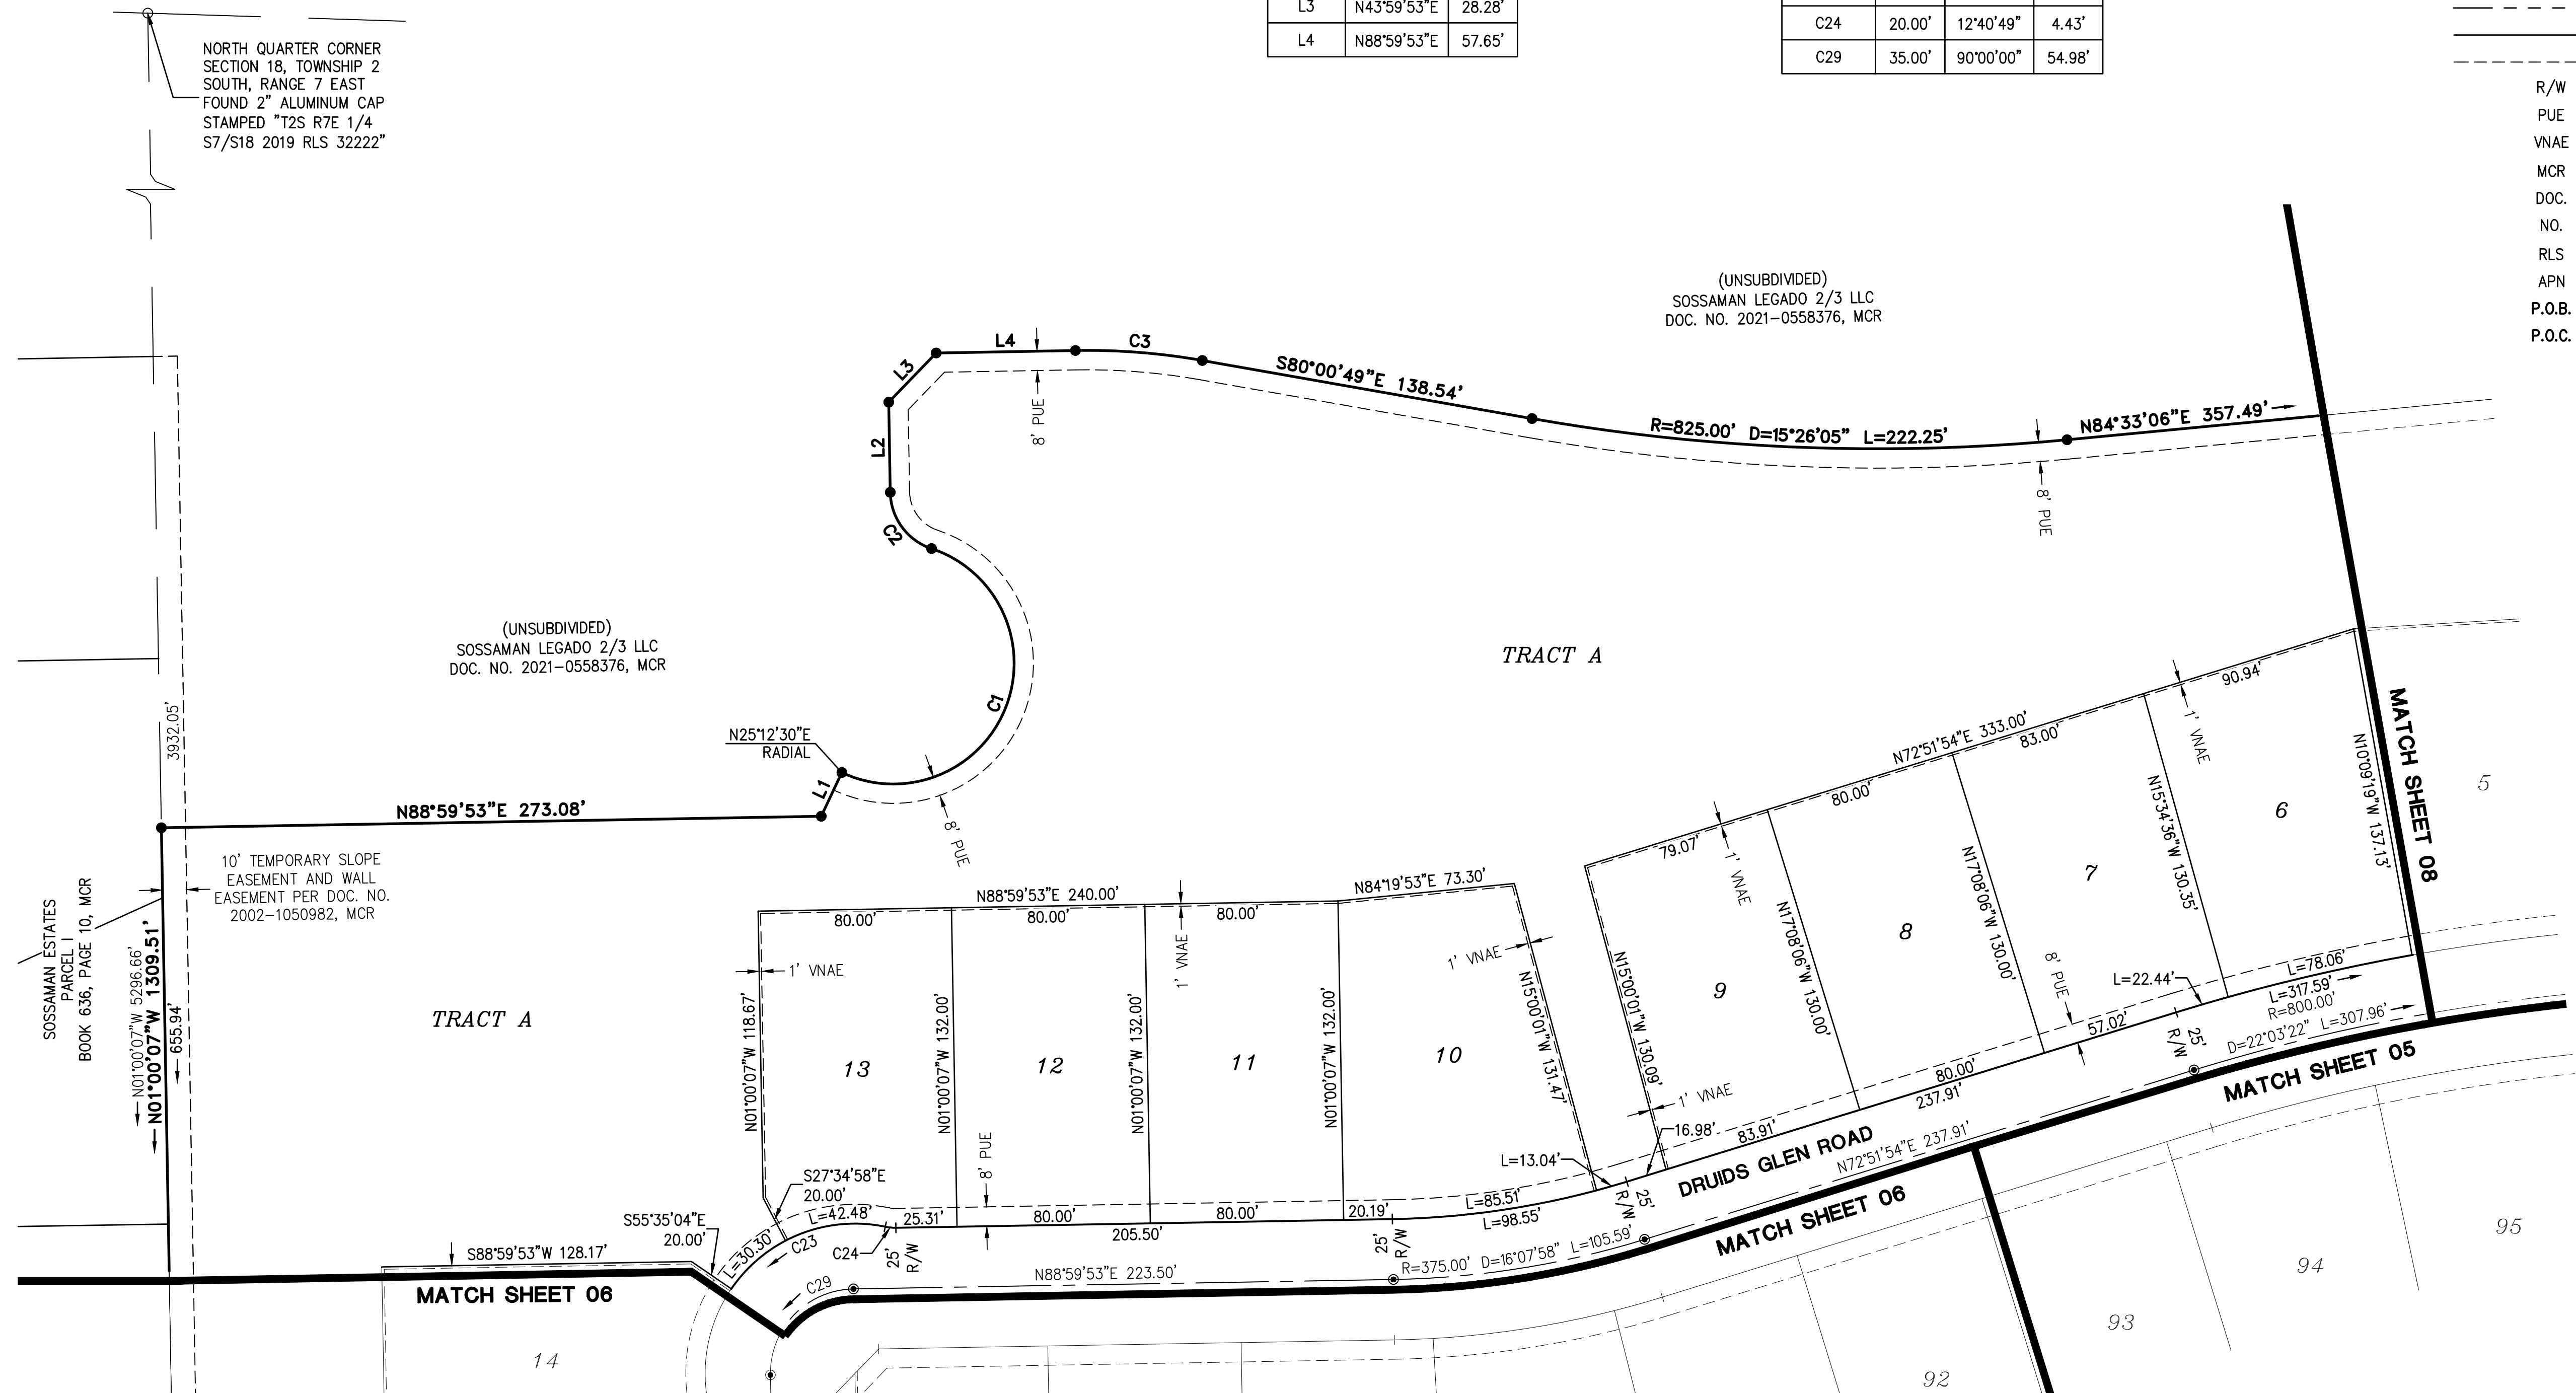 L3 N43°59'53"E 28.28'
L4 N88°59'53"E 57.65'
C24 20.00' 12°40'49" 4.43'
C29 35.00' 90°00'00" 54.98'
R/W
PUE
VNAE
MCR
DOC.
NO.
RLS
APN
P.O.B.
P.O.C.
NORTH QUARTER CORNER
SECTION 18, TOWNSHIP 2
SOUTH, RANGE 7 EAST
FOUND 2" ALUMINUM CAP
STAMPED "T2S R7E 1/4
S7/S18 2019 RLS 32222"
(UNSUBDIVIDED)
SOSSAMAN LEGADO 2/3 LLC
DOC. NO. 2021-0558376, MCR
L4
C3
L3
L2
C2
C1
L1
8' PUE
S80°00'49"E 138.54'
R=825.00' D=15°26'05" L=222.25'
N84°33'06"E 357.49'
8' PUE
(UNSUBDIVIDED)
SOSSAMAN LEGADO 2/3 LLC
DOC. NO. 2021-0558376, MCR
TRACT A
N25°12'30"E
RADIAL
8' PUE
3932.05'
N88°59'53"E 273.08'
10' TEMPORARY SLOPE
EASEMENT AND WALL
EASEMENT PER DOC. NO.
2002-1050982, MCR
SOSSAMAN ESTATES
PARCEL I
BOOK 636, PAGE 10, MCR
N01°00'07"W 5296.66'
N01°00'07"W 1309.51'
655.94'
TRACT A
N88°59'53"E 240.00'
80.00'
80.00'
80.00'
N84°19'53"E 73.30'
1' VNAE
1' VNAE
1' VNAE
N01°00'07"W 118.67'
N01°00'07"W 132.00'
N01°00'07"W 132.00'
N01°00'07"W 132.00'
N15°00'01"W 131.47'
13
12
11
10
8' PUE
N72°51'54"E 333.00'
79.07'
80.00'
83.00'
90.94'
1' VNAE
1' VNAE
1' VNAE
N15°00'01"W 130.09'
N17°08'06"W 130.00'
N17°08'06"W 130.00'
N15°34'36"W 130.35'
N10°09'19"W 137.13'
9
8
7
6
5
MATCH SHEET 08
8' PUE
L=22.44'
L=78.06'
L=317.59'
R=800.00'
D=22°03'22" L=307.96'
57.02'
25'
R/W
80.00'
237.91'
83.91'
16.98'
L=13.04'
25'
R/W
DRUIDS GLEN ROAD
N72°51'54"E 237.91'
MATCH SHEET 05
MATCH SHEET 06
S27°34'58"E
20.00'
S55°35'04"E
20.00'
L=42.48'
L=30.30'
C23
C24
C29
25.31'
25'
R/W
80.00'
80.00'
205.50'
20.19'
25'
R/W
L=85.51'
L=98.55'
N88°59'53"E 223.50'
R=375.00' D=16°07'58" L=105.59'
S88°59'53"W 128.17'
MATCH SHEET 06
14
92
93
94
95